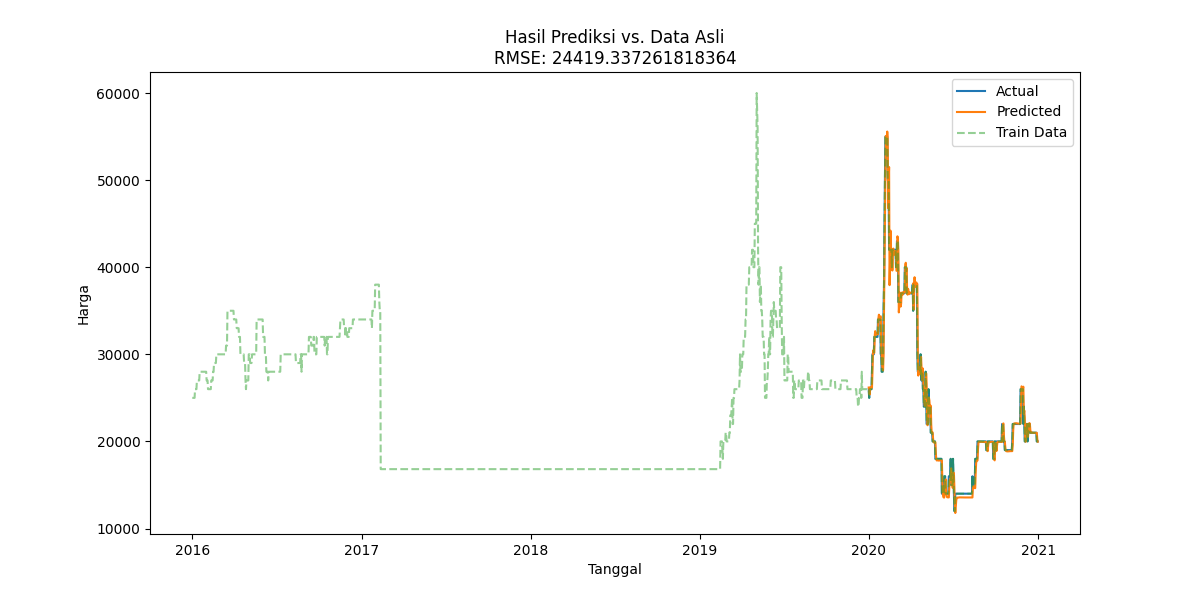 Hasil Prediksi vs. Data Asli
RMSE: 24419.337261818364
Actual
Predicted
Train Data
Harga
60000
50000
40000
30000
20000
10000
2016 2017 2018 2019 2020 2021
Tanggal